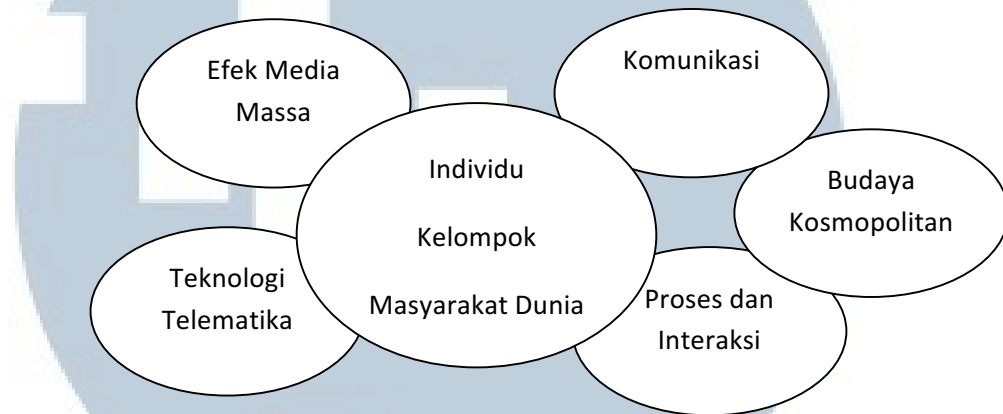 Efek Media
Massa
Komunikasi
Individu
Kelompok
Masyarakat Dunia
Budaya
Kosmopolitan
Teknologi
Telematika
Proses dan
Interaksi